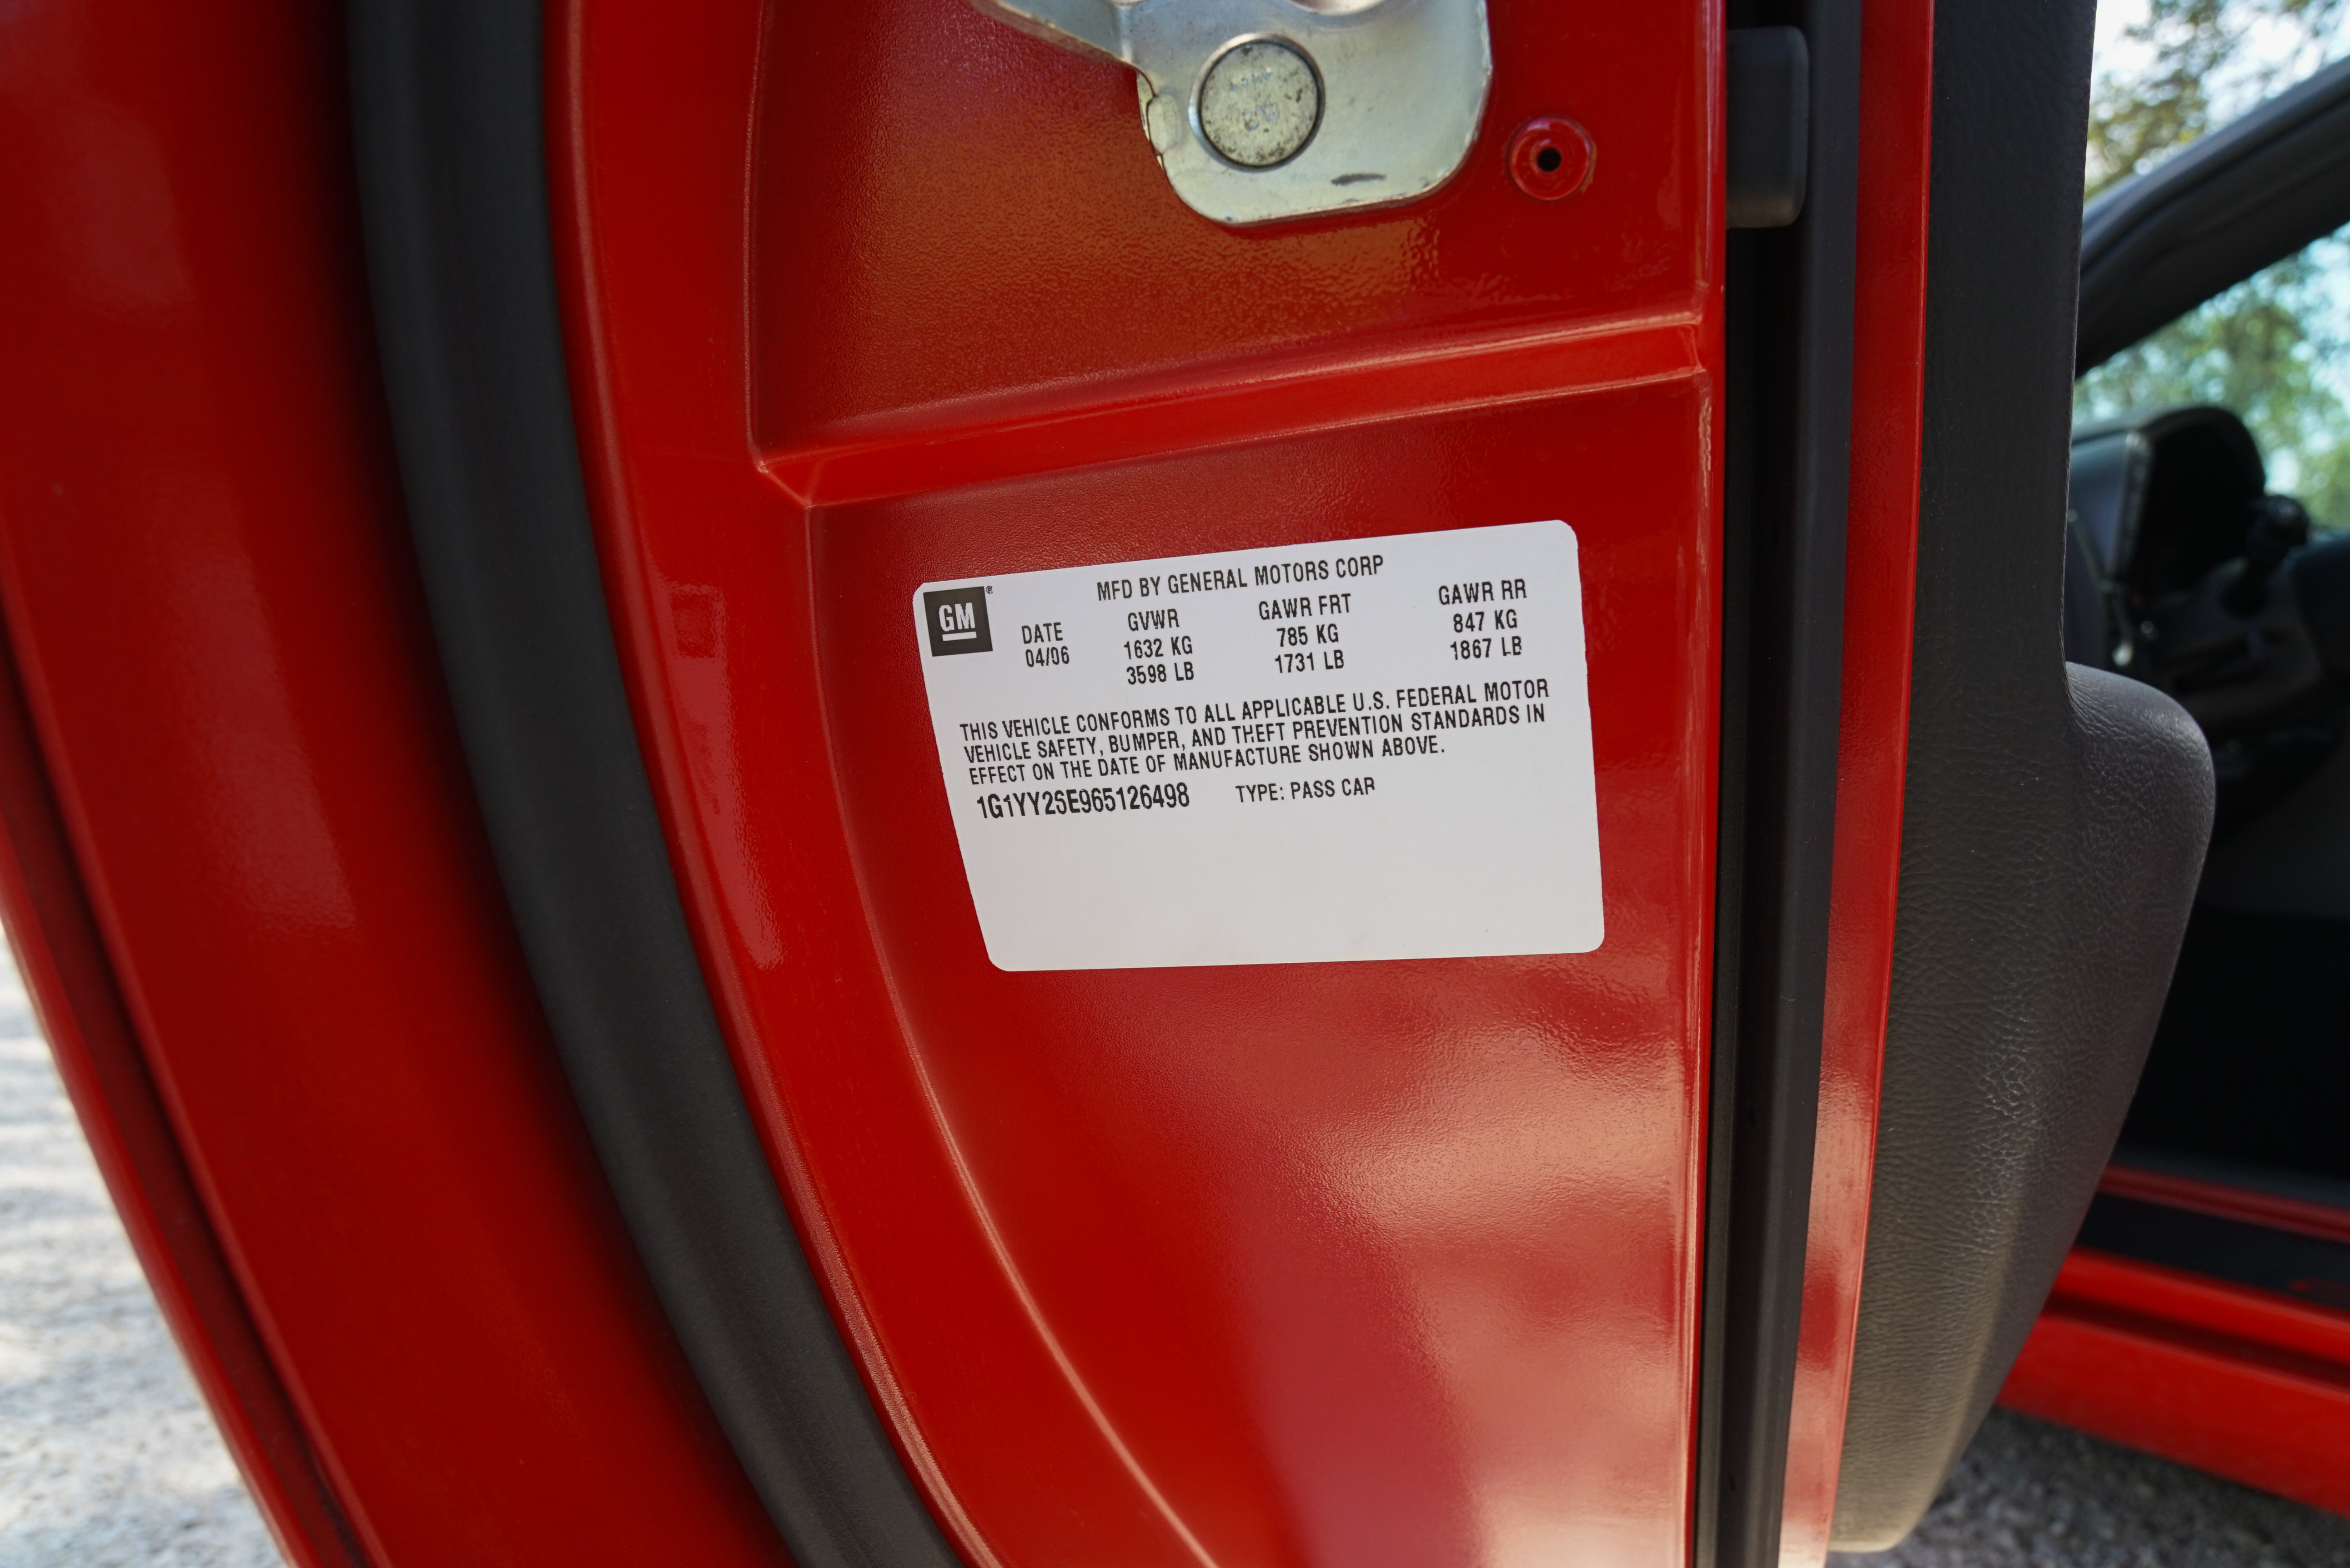 GM®
MFD BY GENERAL MOTORS CORP
DATE GVWR GAWR FRT GAWR RR
04/06 1632 KG 785 KG 847 KG
3598 LB 1731 LB 1867 LB
THIS VEHICLE CONFORMS TO ALL APPLICABLE U.S. FEDERAL MOTOR
VEHICLE SAFETY, BUMPER, AND THEFT PREVENTION STANDARDS IN
EFFECT ON THE DATE OF MANUFACTURE SHOWN ABOVE.
1G1YY26E965126498 TYPE: PASS CAR